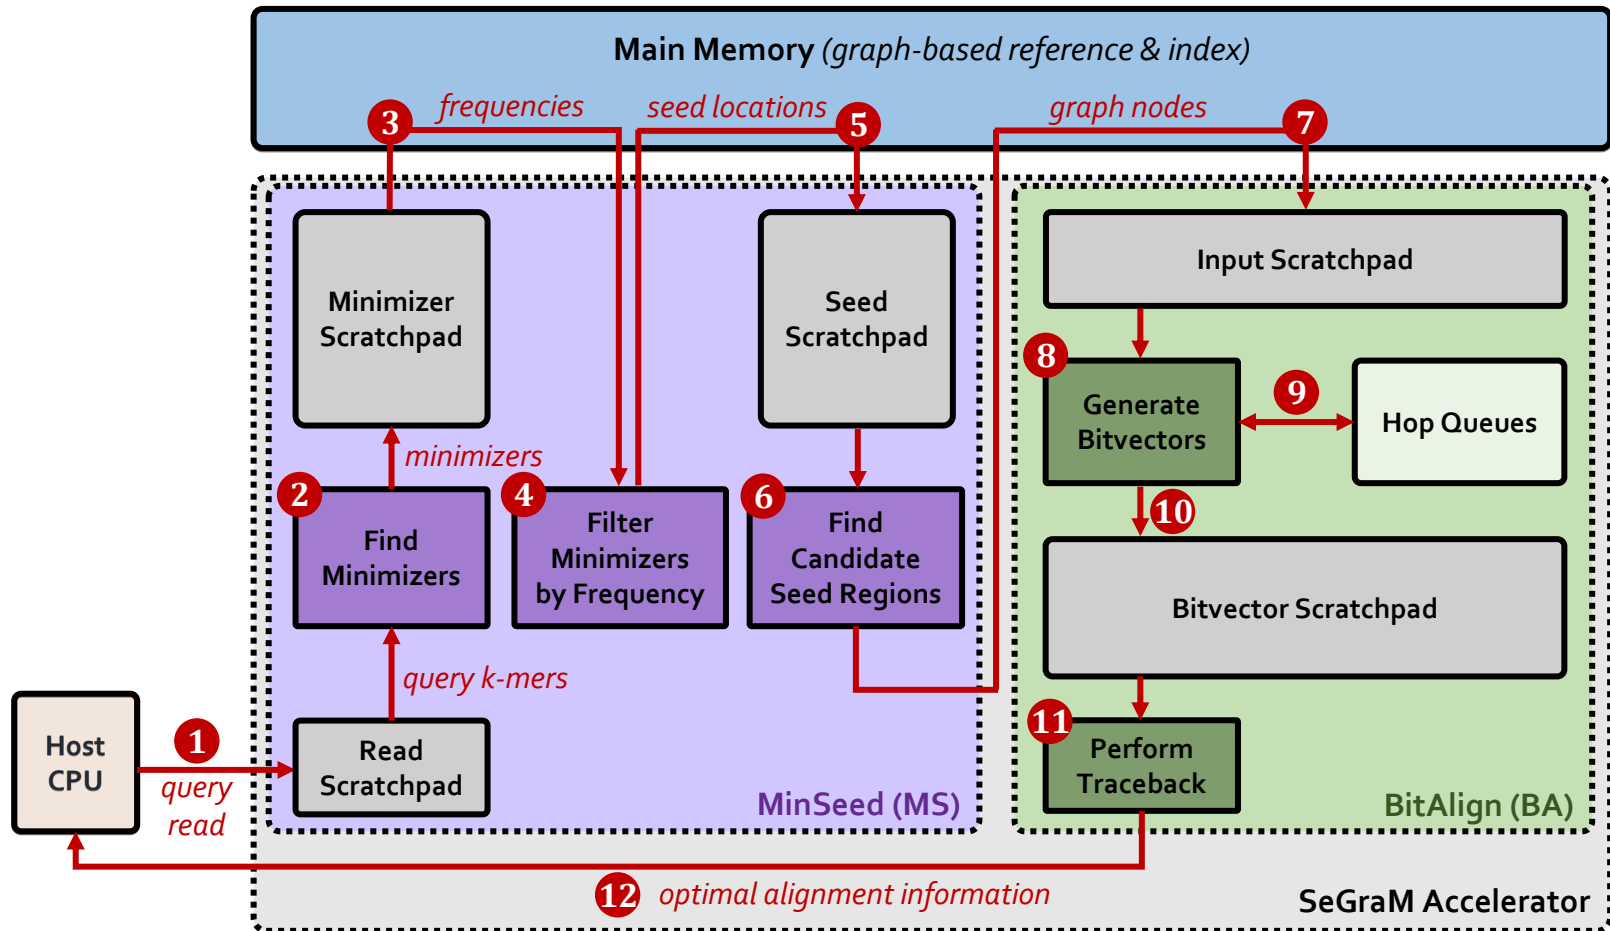 Main Memory (graph-based reference & index)
3
frequencies
seed locations
5
graph nodes
7
Minimizer
Scratchpad
Seed
Scratchpad
Input Scratchpad
8
Generate
Bitvectors
9
Hop Queues
minimizers
2
Find
Minimizers
4
Filter
Minimizers
by Frequency
6
Find
Candidate
Seed Regions
10
Bitvector Scratchpad
query k-mers
Host
CPU
1
query
read
Read
Scratchpad
MinSeed (MS)
11
Perform
Traceback
BitAlign (BA)
12
optimal alignment information
SeGraM Accelerator